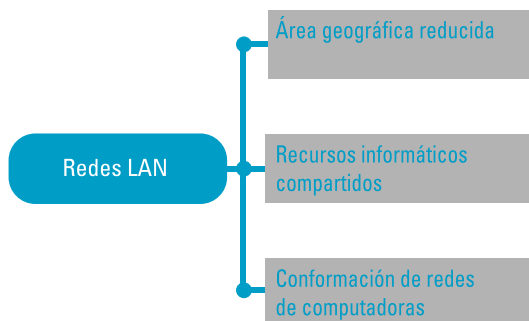 Redes LAN
Área geográfica reducida
Recursos informáticos
compartidos
Conformación de redes
de computadoras